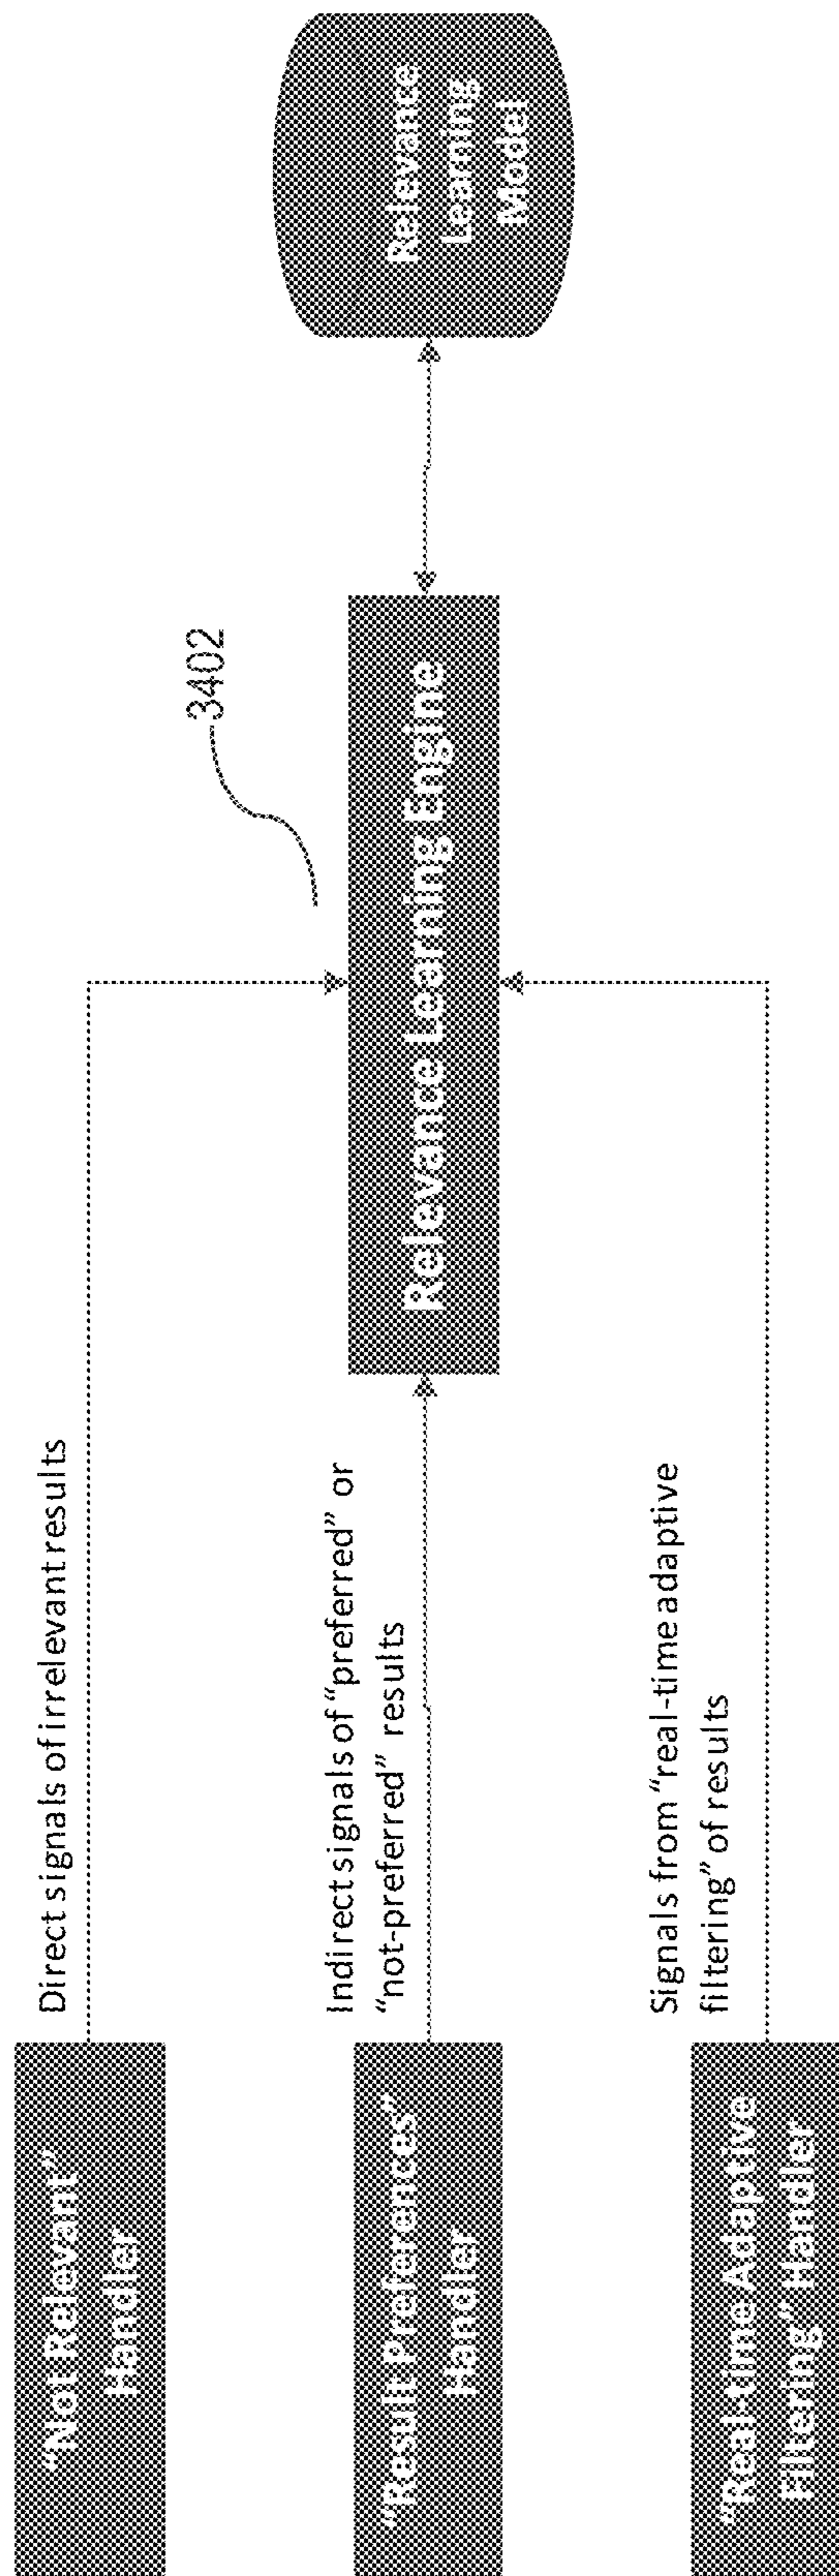 “Not Relevant”
Handler
Direct signals of irrelevant results
“Result Preferences”
Handler
Indirect signals of “preferred” or
“not-preferred” results
“Real-time Adaptive
Filtering” Handler
Signals from “real-time adaptive
filtering” of results
3402
Relevance Learning Engine
Relevance
Learning
Model